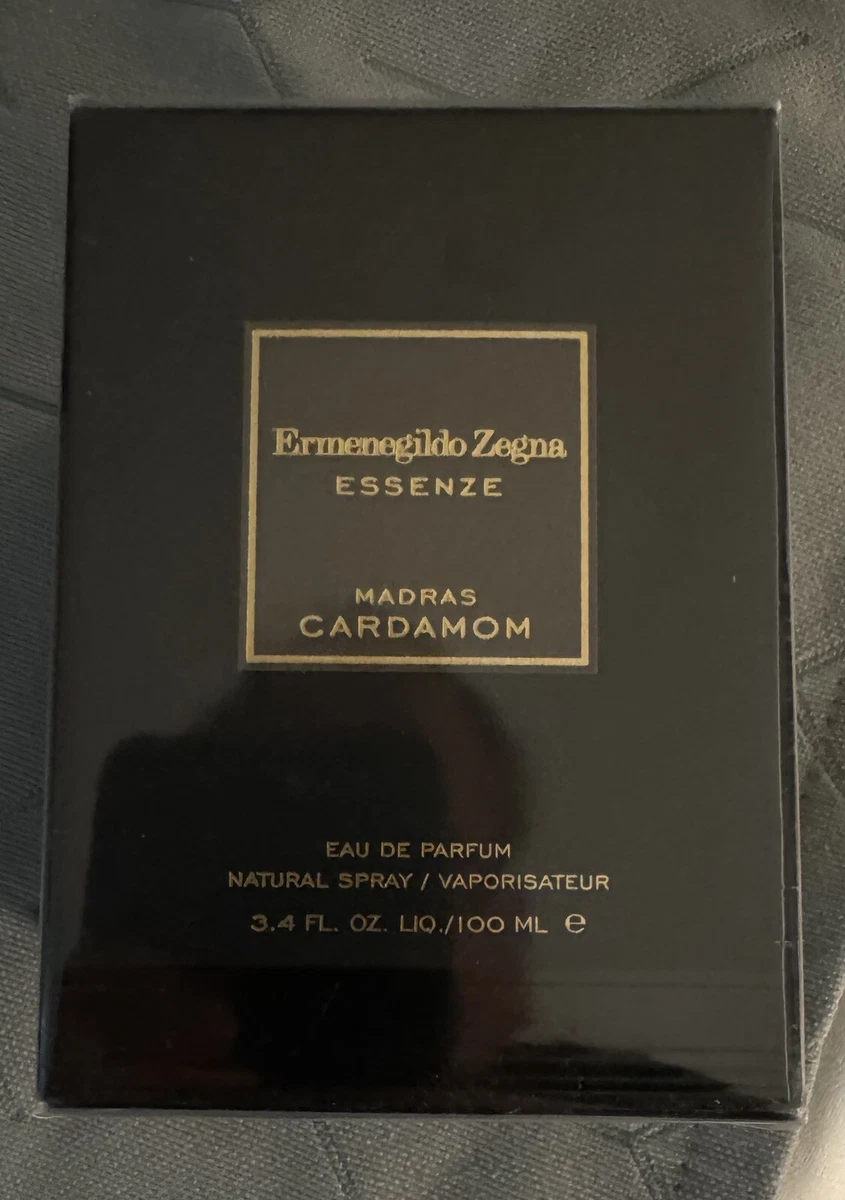 Ermenegildo Zegna
ESSENZE
MADRAS
CARDAMOM
EAU DE PARFUM
NATURAL SPRAY / VAPORISATEUR
3.4 FL. OZ. LIQ./100 ML ℮